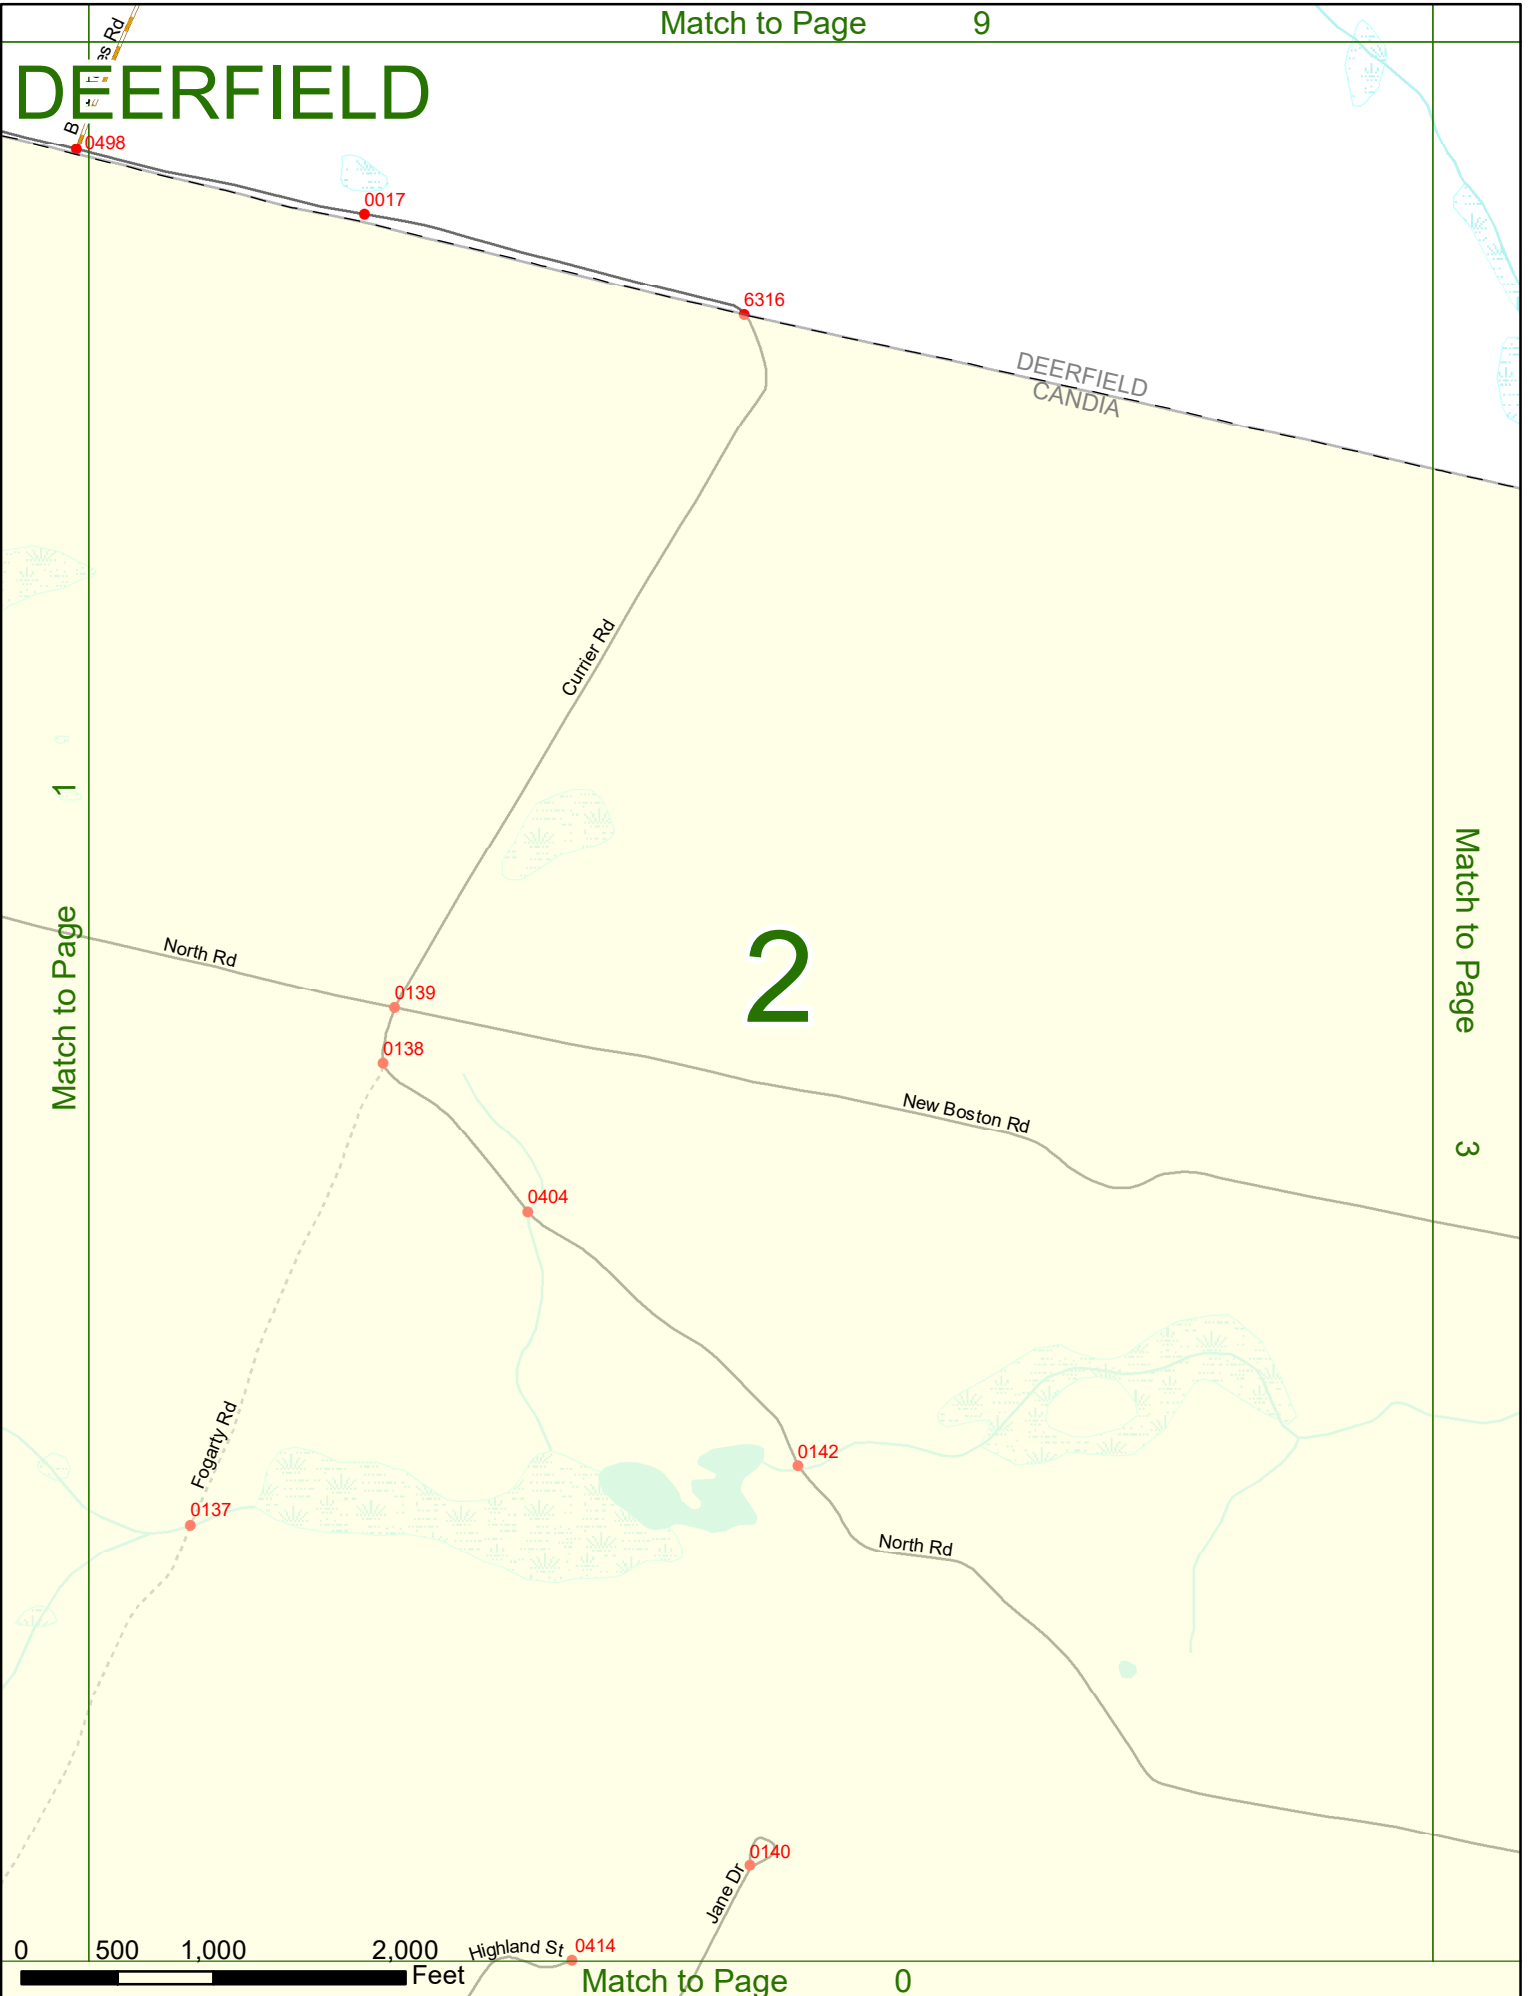 Match to Page 9
es Rd
DEERFIELD
B
0498
0017
6316
DEERFIELD
CANDIA
Currier Rd
1
Match to Page
Match to Page
3
North Rd
2
0139
0138
New Boston Rd
0404
Fogarty Rd
0142
0137
North Rd
0140
Jane Dr
Highland St
0414
0 500 1,000 2,000
Feet
Match to Page 0